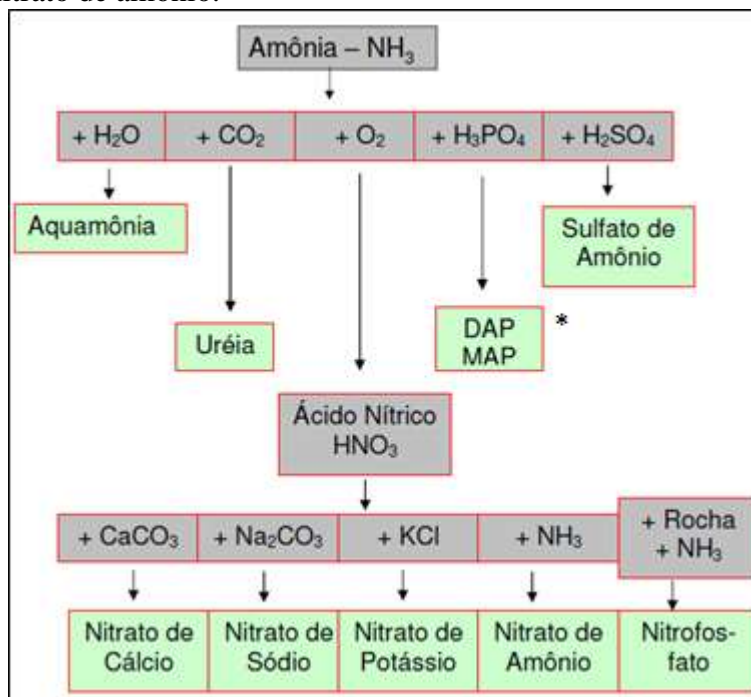 nitrato de amônio.
Amônia – NH₃
+ H₂O + CO₂ + O₂ + H₃PO₄ + H₂SO₄
Aquamônia
Sulfato de
Amônio
Uréia
DAP *
MAP
Ácido Nítrico
HNO₃
+ CaCO₃ + Na₂CO₃ + KCl + NH₃
+ Rocha
+ NH₃
Nitrato de
Cálcio
Nitrato de
Sódio
Nitrato de
Potássio
Nitrato de
Amônio
Nitrofos-
fato